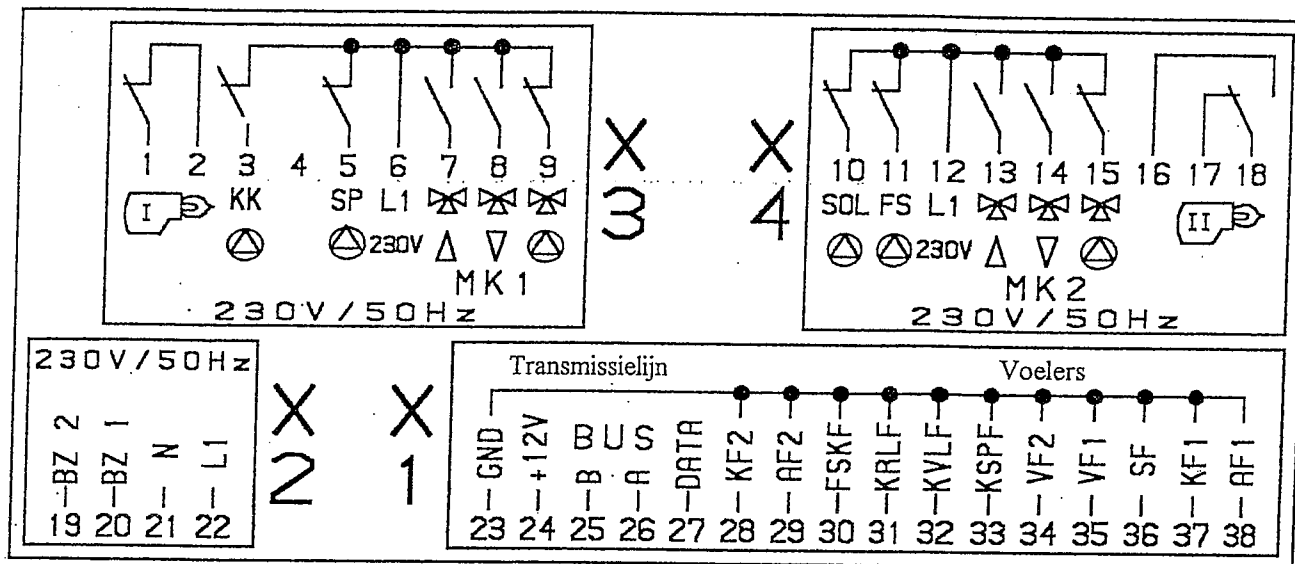 1 2 3 4 5 6 7 8 9
I KK SP L1
230V
MK 1
230V/50Hz
X
3
X
4
10 11 12 13 14 15 16 17 18
SOL FS L1 II
230V
MK2
230V/50Hz
230V/50Hz
BZ 2
BZ 1
N
L1
19 20 21 22
X
2
X
1
Transmissielijn Voelers
GND
+12V
BUS
B
A
DATA
KF2
AF2
FSKF
KRLF
KVLF
KSPF
VF2
VF1
SF
KF1
AF1
23 24 25 26 27 28 29 30 31 32 33 34 35 36 37 38